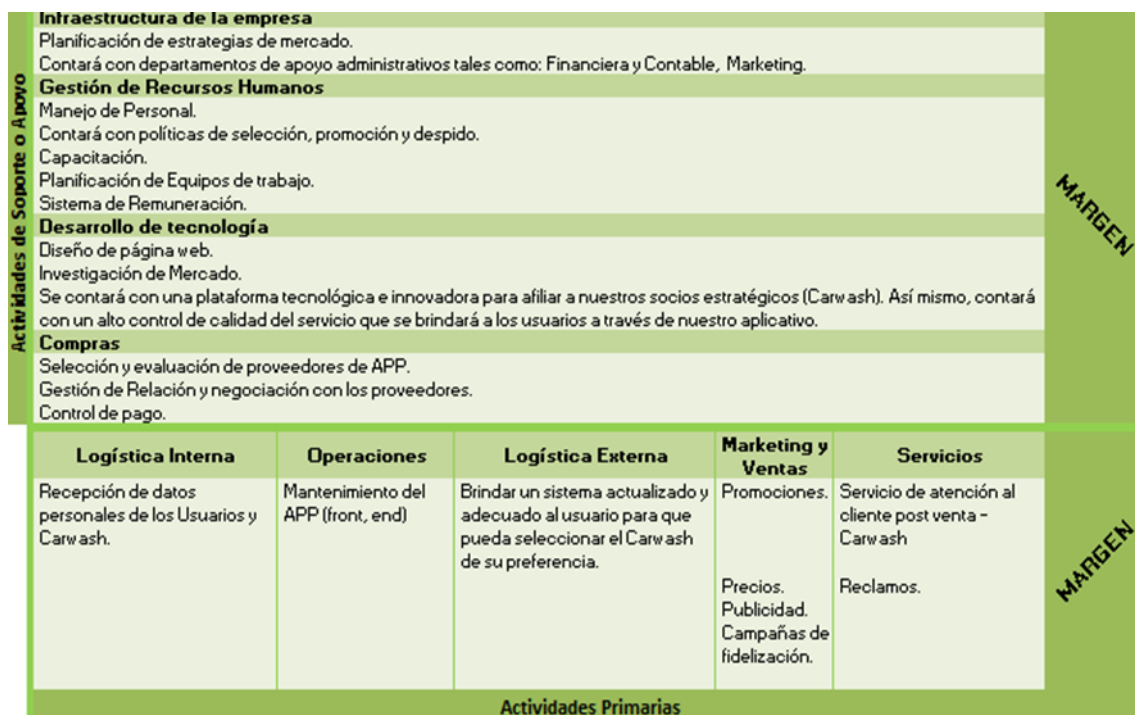 Infraestructura de la empresa
Planificación de estrategias de mercado.
Contará con departamentos de apoyo administrativos tales como: Financiera y Contable, Marketing.
Gestión de Recursos Humanos
Manejo de Personal.
Contará con políticas de selección, promoción y despido.
Capacitación.
Planificación de Equipos de trabajo.
Sistema de Remuneración.
Desarrollo de tecnología
Diseño de página web.
Investigación de Mercado.
Se contará con una plataforma tecnológica e innovadora para afiliar a nuestros socios estratégicos (Carwash). Así mismo, contará
con un alto control de calidad del servicio que se brindará a los usuarios a través de nuestro aplicativo.
Compras
Selección y evaluación de proveedores de APP.
Gestión de Relación y negociación con los proveedores.
Control de pago.
Actividades de Soporte o Apoyo
MARGEN
Logística Interna
Recepción de datos
personales de los Usuarios y
Carwash.
Operaciones
Mantenimiento del
APP (front, end)
Logística Externa
Brindar un sistema actualizado y
adecuado al usuario para que
pueda seleccionar el Carwash
de su preferencia.
Marketing y
Ventas
Promociones.
Precios.
Publicidad.
Campañas de
fidelización.
Servicios
Servicio de atención al
cliente post venta -
Carwash
Reclamos.
MARGEN
Actividades Primarias